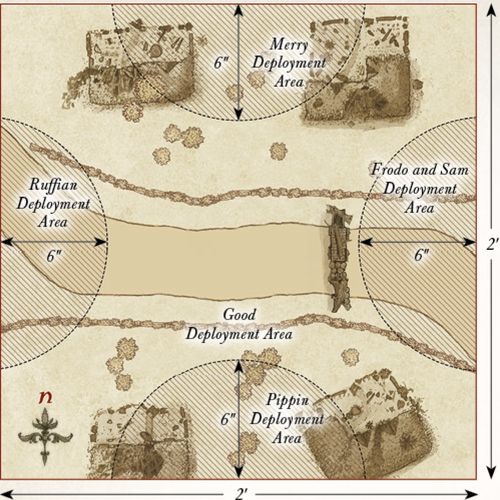 6"
Merry
Deployment
Area
Ruffian
Deployment
Area
6"
Frodo and Sam
Deployment
Area
6"
2'
Good
Deployment Area
n
6"
Pippin
Deployment
Area
2'